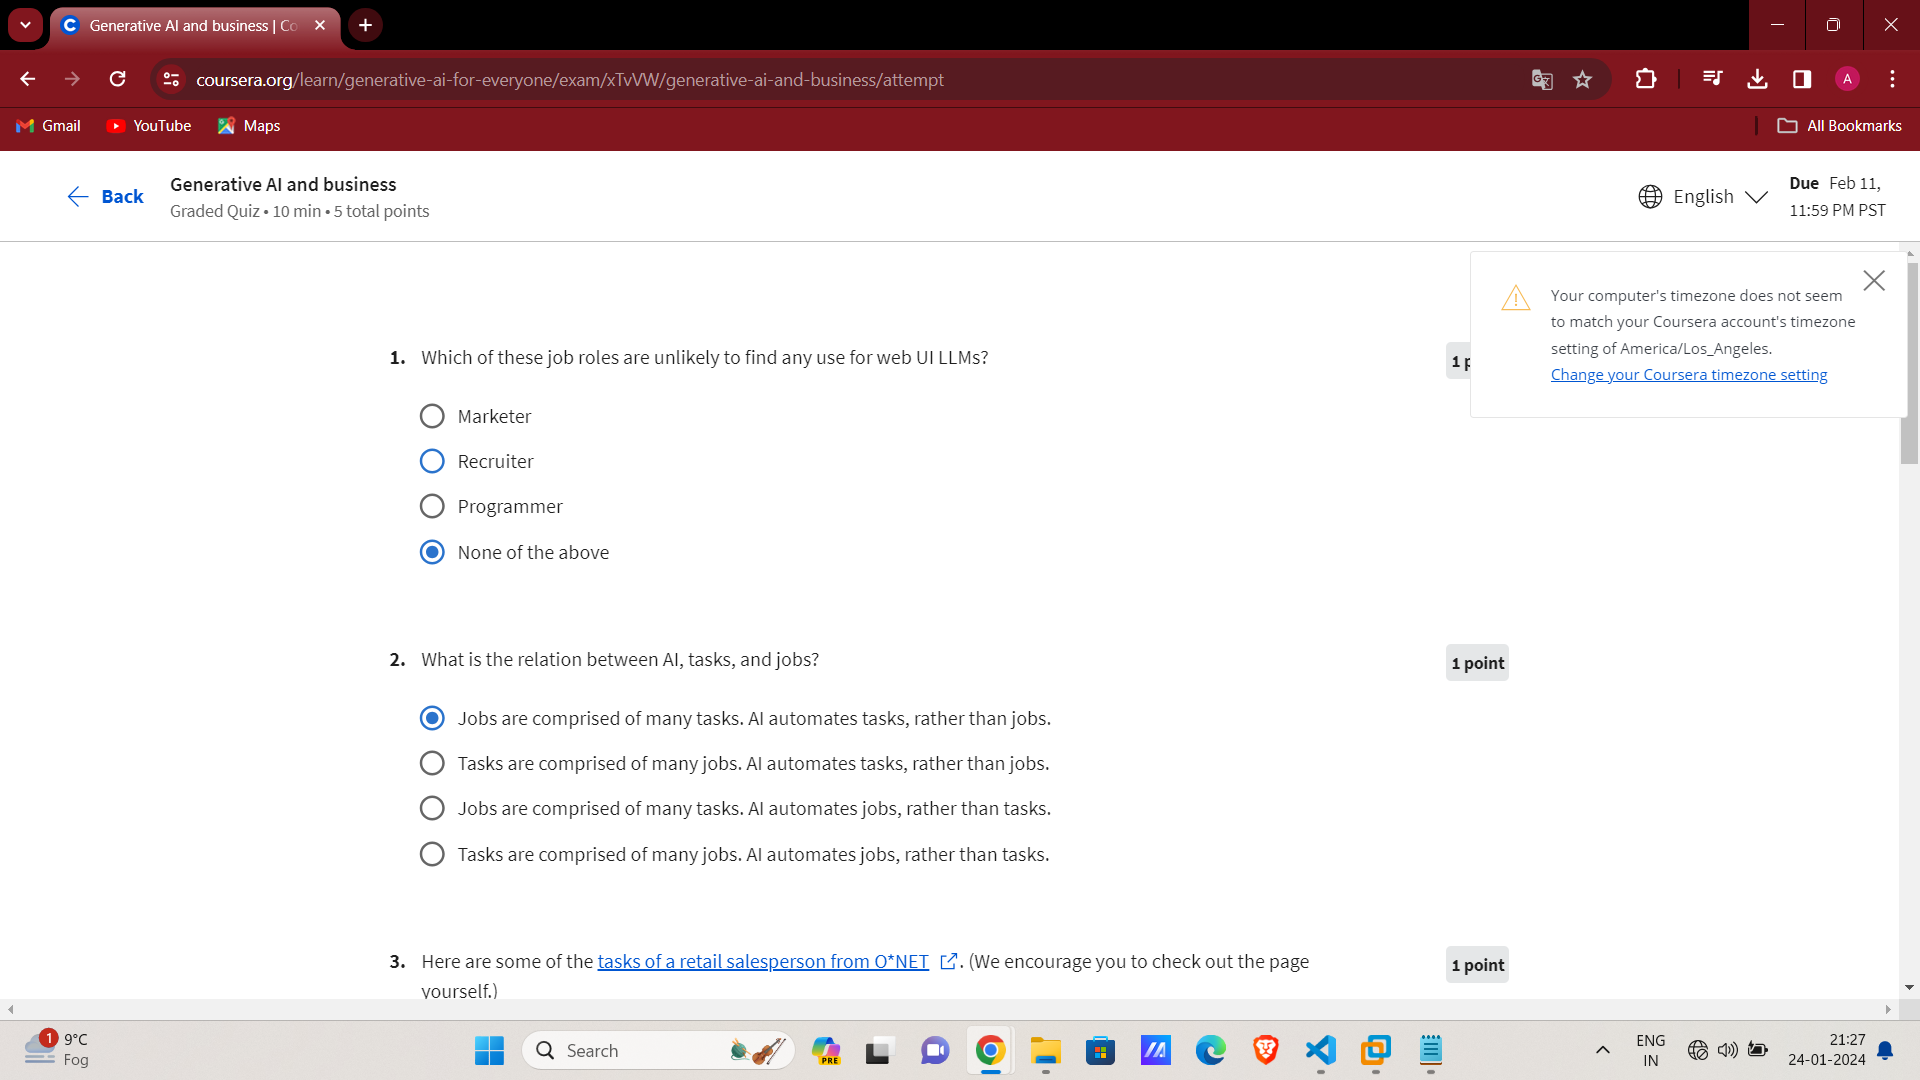 Generative AI and business | Co
coursera.org/learn/generative-ai-for-everyone/exam/xTvVW/generative-ai-and-business/attempt
A
Gmail
YouTube
Maps
All Bookmarks
Back
Generative AI and business
Graded Quiz • 10 min • 5 total points
English
Due Feb 11,
11:59 PM PST
Your computer's timezone does not seem
to match your Coursera account's timezone
setting of America/Los_Angeles.
Change your Coursera timezone setting
1. Which of these job roles are unlikely to find any use for web UI LLMs?
1 p
Marketer
Recruiter
Programmer
None of the above
2. What is the relation between AI, tasks, and jobs?
1 point
Jobs are comprised of many tasks. AI automates tasks, rather than jobs.
Tasks are comprised of many jobs. AI automates tasks, rather than jobs.
Jobs are comprised of many tasks. AI automates jobs, rather than tasks.
Tasks are comprised of many jobs. AI automates jobs, rather than tasks.
3. Here are some of the tasks of a retail salesperson from O*NET . (We encourage you to check out the page
1 point
yourself.)
1
9°C
Fog
Search
PRE
ENG
IN
21:27
24-01-2024